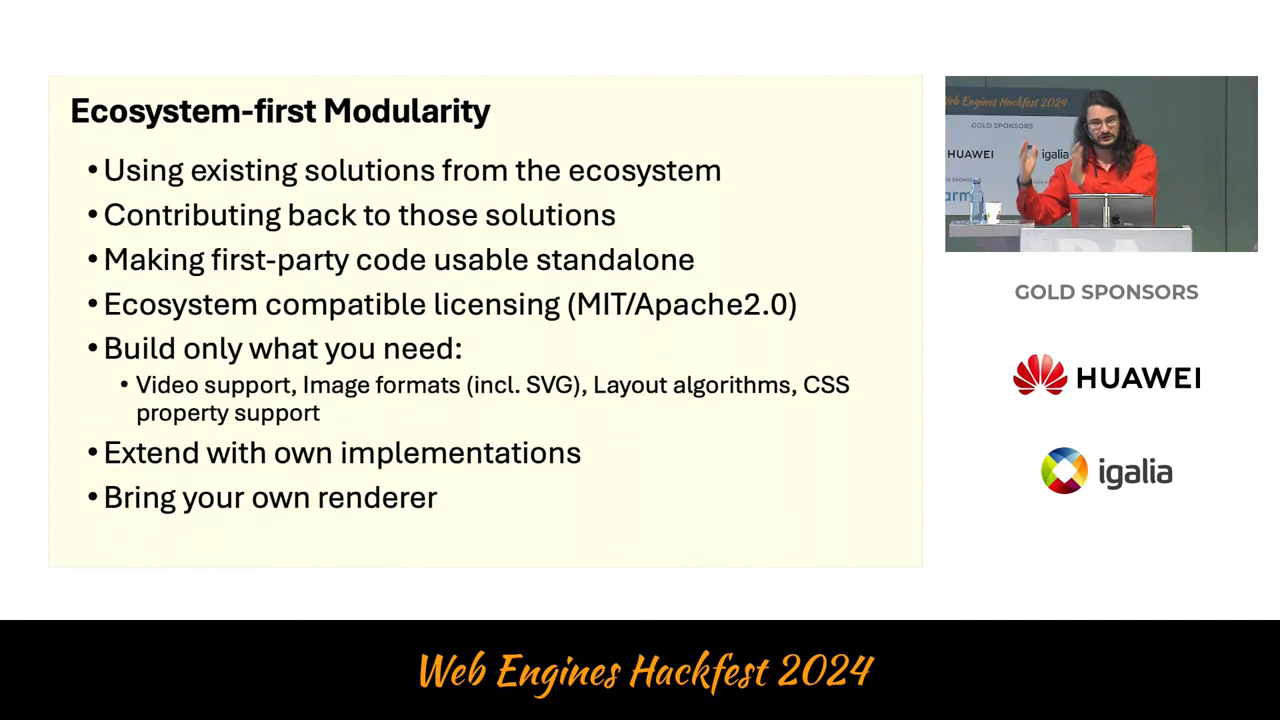 Ecosystem-first Modularity
• Using existing solutions from the ecosystem
• Contributing back to those solutions
• Making first-party code usable standalone
• Ecosystem compatible licensing (MIT/Apache2.0)
• Build only what you need:
• Video support, Image formats (incl. SVG), Layout algorithms, CSS
property support
• Extend with own implementations
• Bring your own renderer
Web Engines Hackfest 2024
GOLD SPONSORS
HUAWEI
igalia
arm
GOLD SPONSORS
HUAWEI
igalia
Web Engines Hackfest 2024